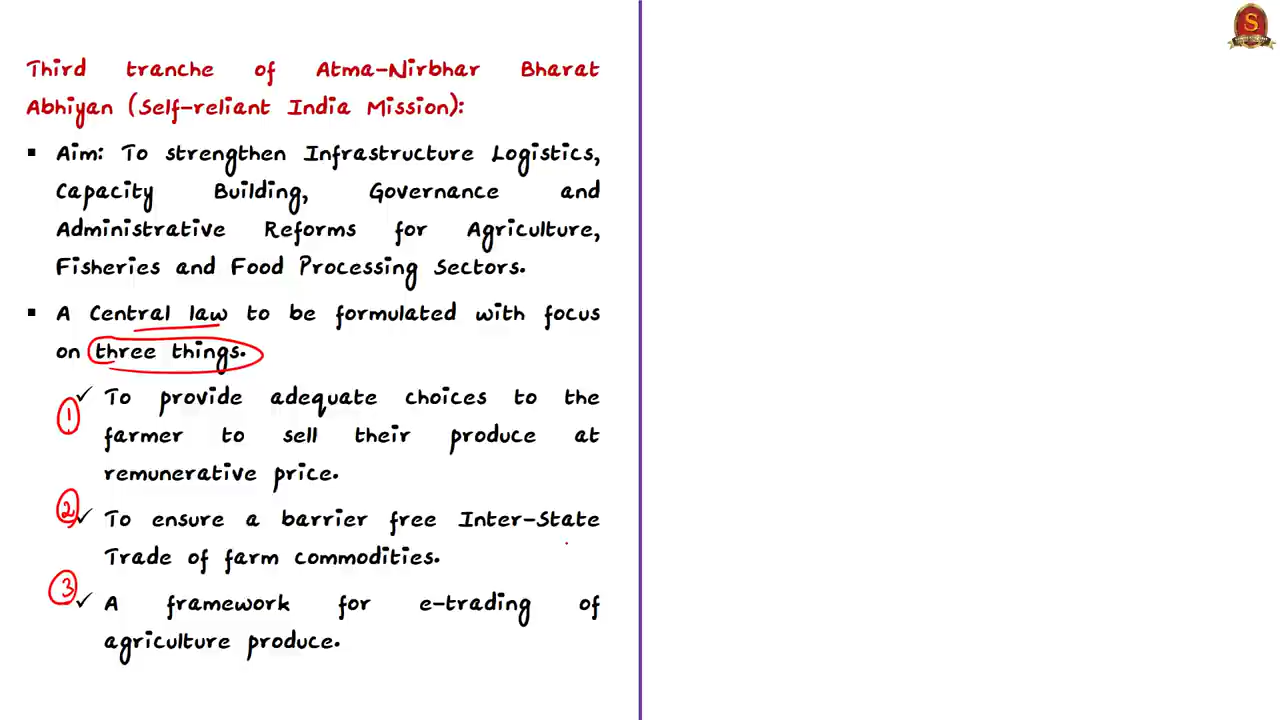 Third tranche of Atma-Nirbhar Bharat
Abhiyan (Self-reliant India Mission):
▪ Aim: To strengthen Infrastructure Logistics,
Capacity Building, Governance and
Administrative Reforms for Agriculture,
Fisheries and Food Processing Sectors.
▪ A Central law to be formulated with focus
on three things.
1 ✓ To provide adequate choices to the
farmer to sell their produce at
remunerative price.
2 ✓ To ensure a barrier free Inter-State
Trade of farm commodities.
3 ✓ A framework for e-trading of
agriculture produce.
S